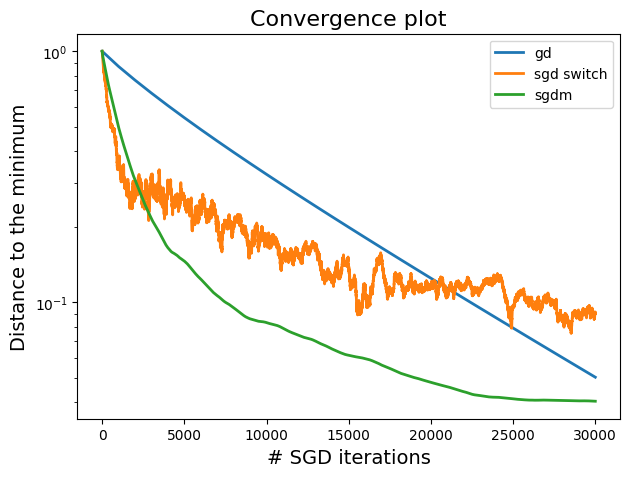 Convergence plot
gd
sgd switch
sgdm
Distance to the minimum
10⁰
10⁻¹
0 5000 10000 15000 20000 25000 30000
# SGD iterations